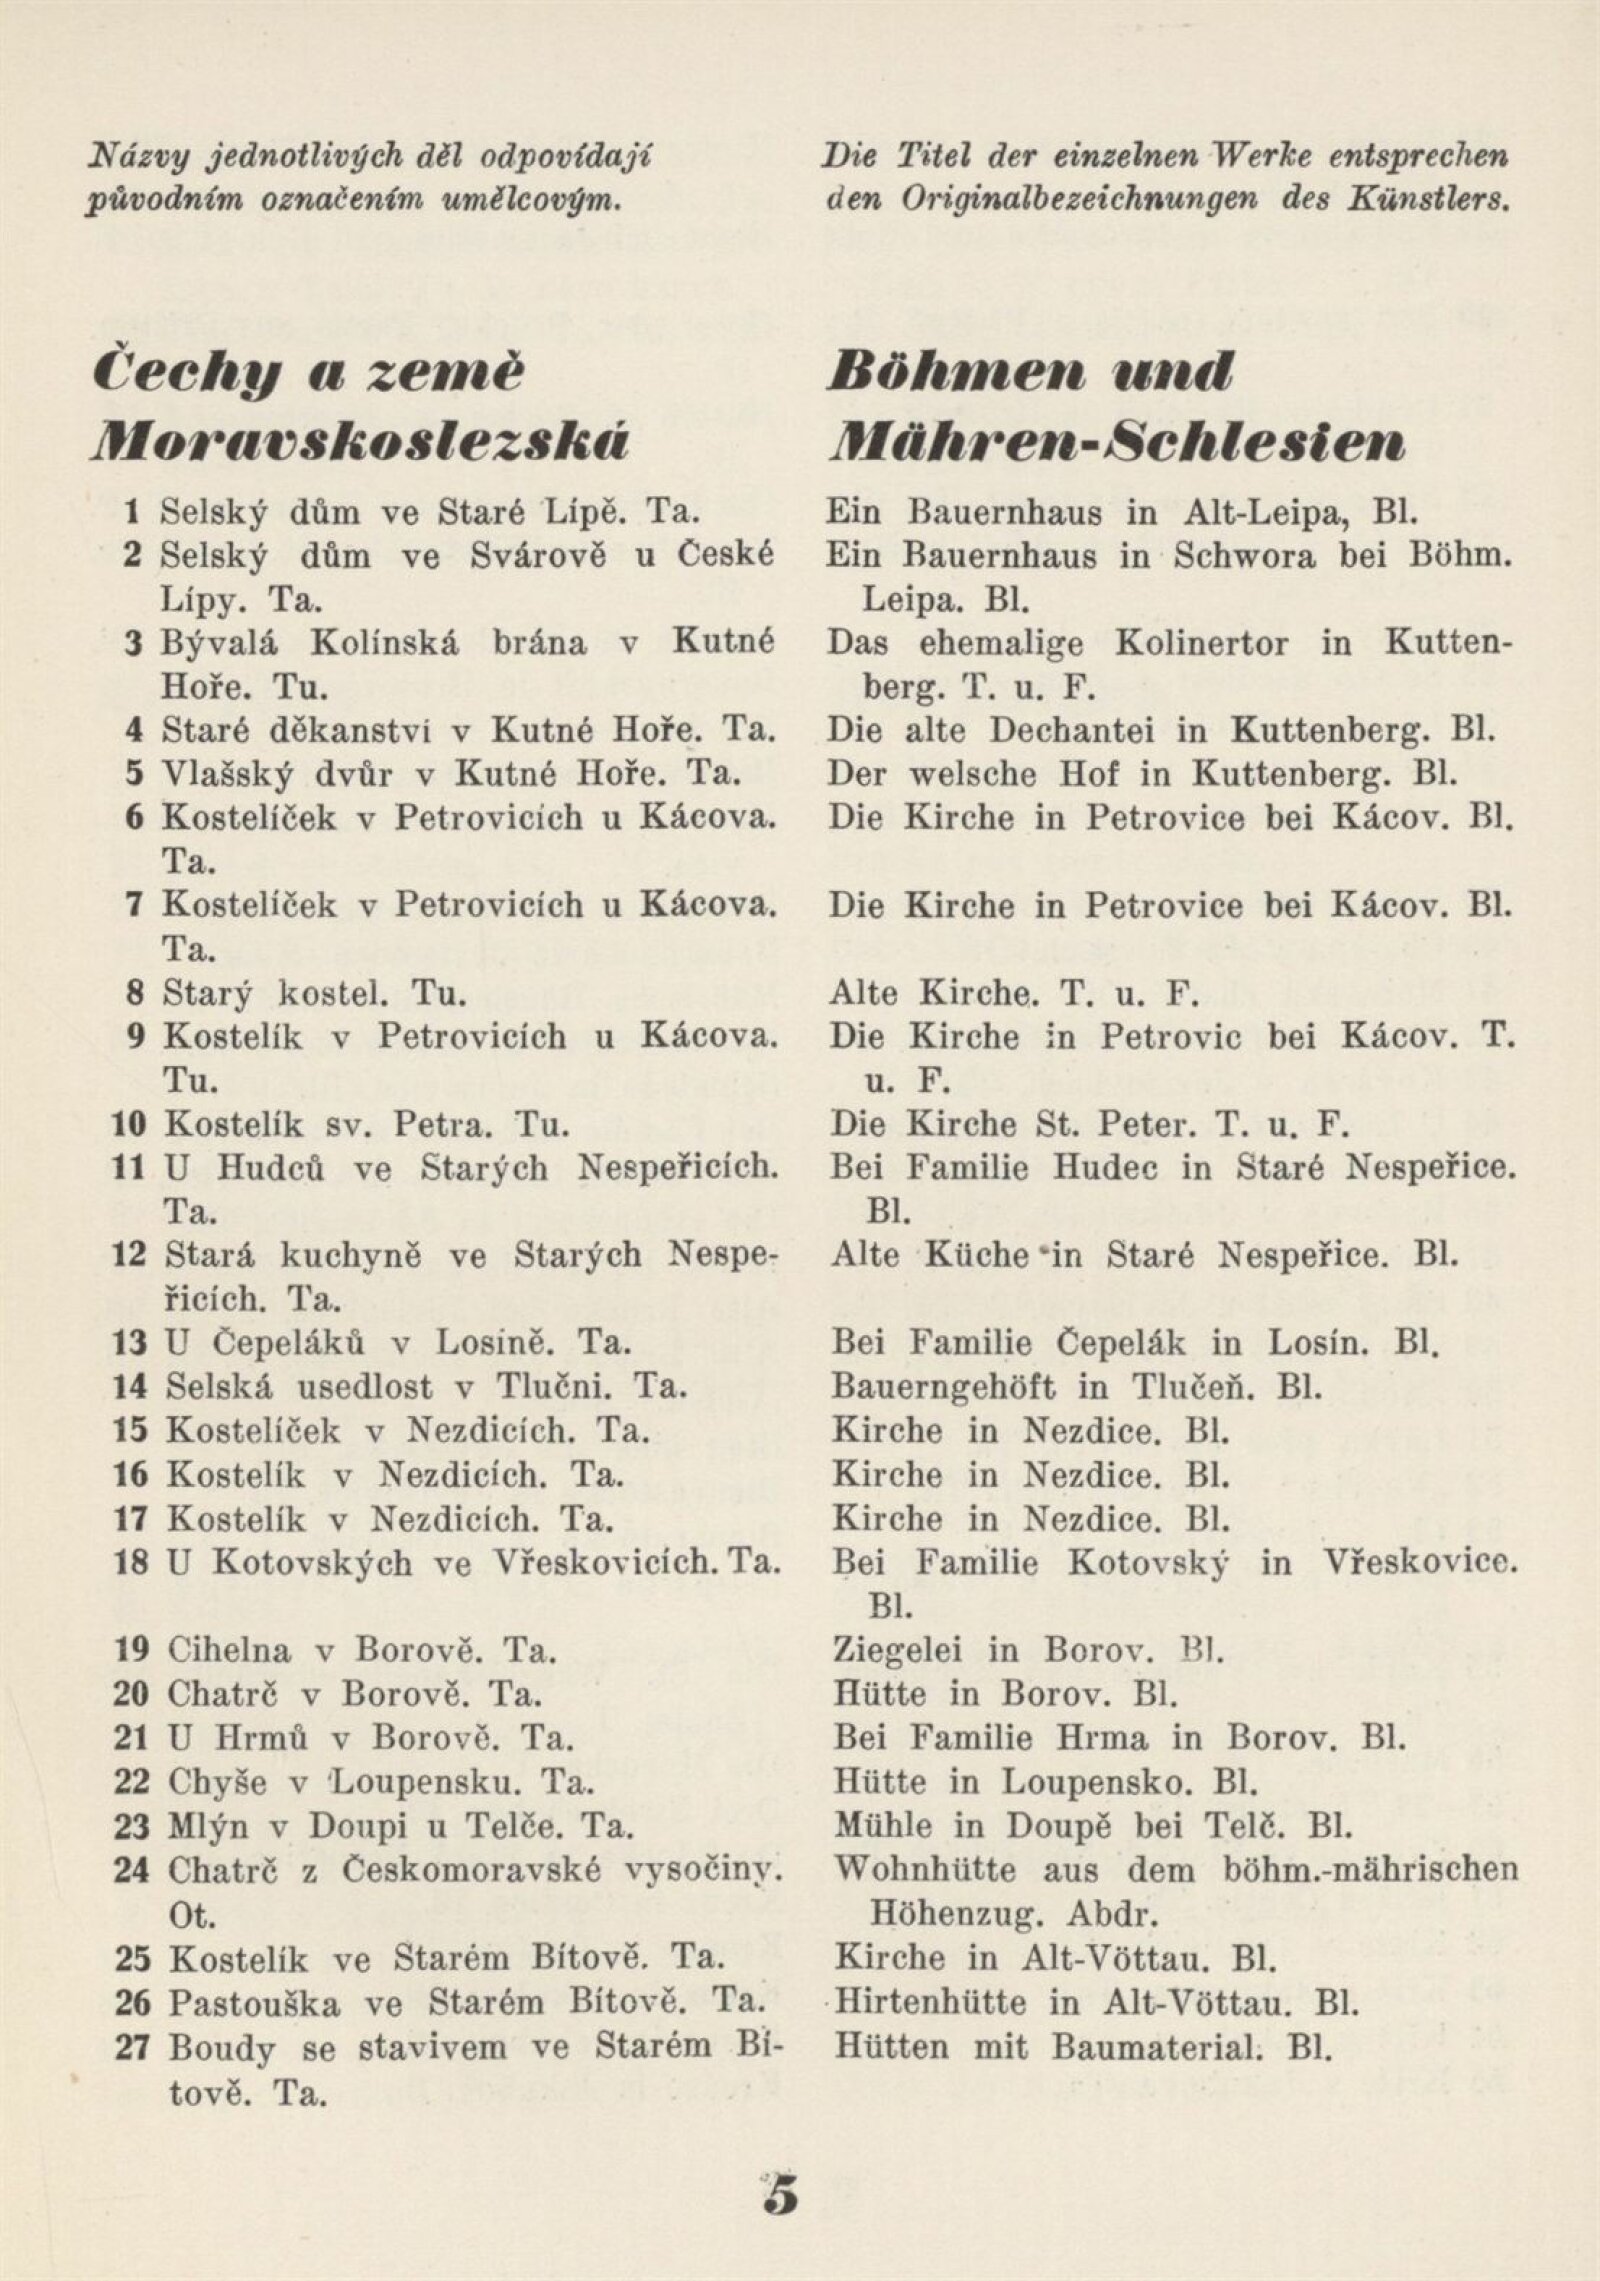 Názvy jednotlivých děl odpovídají
původním označením umělcovým.
Čechy a země
Moravskoslezská
1 Selský dům ve Staré Lípě. Ta.
2 Selský dům ve Svárově u České
Lípy. Ta.
3 Bývalá Kolínská brána v Kutné
Hoře. Tu.
4 Staré děkanství v Kutné Hoře. Ta.
5 Vlašský dvůr v Kutné Hoře. Ta.
6 Kostelíček v Petrovicích u Kácova.
Ta.
7 Kostelíček v Petrovicích u Kácova.
Ta.
8 Starý kostel. Tu.
9 Kostelík v Petrovicích u Kácova.
Tu.
10 Kostelík sv. Petra. Tu.
11 U Hudců ve Starých Nespeřicích.
Ta.
12 Stará kuchyně ve Starých Nespe-
řicích. Ta.
13 U Čepeláků v Losině. Ta.
14 Selská usedlost v Tlučni. Ta.
15 Kostelíček v Nezdicích. Ta.
16 Kostelík v Nezdicích. Ta.
17 Kostelík v Nezdicích. Ta.
18 U Kotovských ve Vřeskovicích. Ta.
19 Cihelna v Borově. Ta.
20 Chatrč v Borově. Ta.
21 U Hrmů v Borově. Ta.
22 Chyše v Loupensku. Ta.
23 Mlýn v Doupi u Telče. Ta.
24 Chatrč z Českomoravské vysočiny.
Ot.
25 Kostelík ve Starém Bítově. Ta.
26 Pastouška ve Starém Bítově. Ta.
27 Boudy se stavivem ve Starém Bí-
tově. Ta.
Die Titel der einzelnen Werke entsprechen
den Originalbezeichnungen des Künstlers.
Böhmen und
Mähren-Schlesien
Ein Bauernhaus in Alt-Leipa, Bl.
Ein Bauernhaus in Schwora bei Böhm.
Leipa. Bl.
Das ehemalige Kolinertor in Kutten-
berg. T. u. F.
Die alte Dechantei in Kuttenberg. Bl.
Der welsche Hof in Kuttenberg. Bl.
Die Kirche in Petrovice bei Kácov. Bl.
Die Kirche in Petrovice bei Kácov. Bl.
Alte Kirche. T. u. F.
Die Kirche in Petrovic bei Kácov. T.
u. F.
Die Kirche St. Peter. T. u. F.
Bei Familie Hudec in Staré Nespeřice.
Bl.
Alte Küche in Staré Nespeřice. Bl.
Bei Familie Čepelák in Losín. Bl.
Bauerngehöft in Tlučeň. Bl.
Kirche in Nezdice. Bl.
Kirche in Nezdice. Bl.
Kirche in Nezdice. Bl.
Bei Familie Kotovský in Vřeskovice.
Bl.
Ziegelei in Borov. Bl.
Hütte in Borov. Bl.
Bei Familie Hrma in Borov. Bl.
Hütte in Loupensko. Bl.
Mühle in Doupě bei Telč. Bl.
Wohnhütte aus dem böhm.-mährischen
Höhenzug. Abdr.
Kirche in Alt-Vöttau. Bl.
Hirtenhütte in Alt-Vöttau. Bl.
Hütten mit Baumaterial. Bl.
5